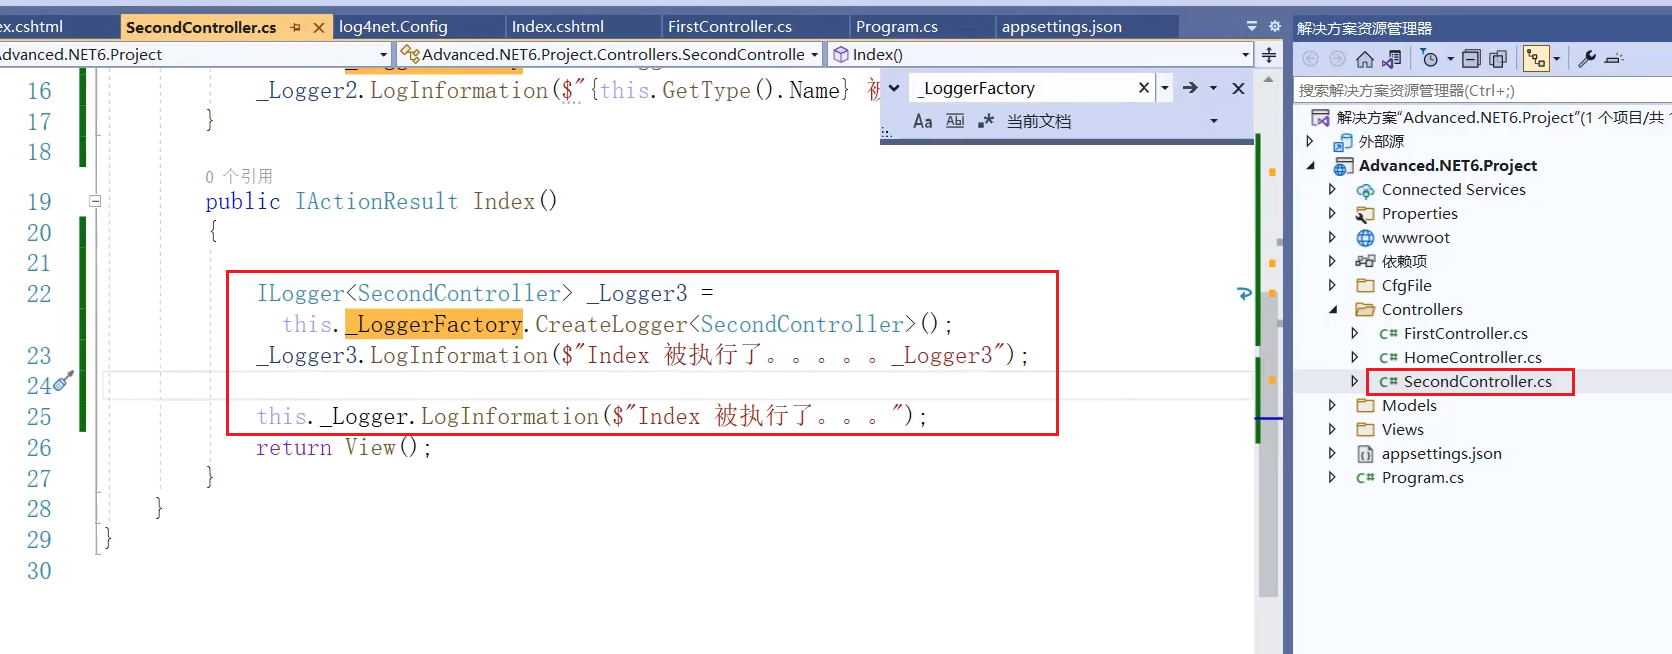 ex.cshtml
SecondController.cs
log4net.Config
Index.cshtml
FirstController.cs
Program.cs
appsettings.json
解决方案资源管理器
Advanced.NET6.Project
Advanced.NET6.Project.Controllers.SecondControlle
Index()
_LoggerFactory
Aa
Abl
当前文档
搜索解决方案资源管理器(Ctrl+;)
16 _Logger2.LogInformation($"{this.GetType().Name} 被
17 }
18
0 个引用
19 public IActionResult Index()
20 {
21
22 ILogger<SecondController> _Logger3 =
this._LoggerFactory.CreateLogger<SecondController>();
23 _Logger3.LogInformation($"Index 被执行了。。。。。_Logger3");
24
25 this._Logger.LogInformation($"Index 被执行了。。。");
26 return View();
27 }
28 }
29 }
30
解决方案"Advanced.NET6.Project"(1 个项目/共 1
外部源
Advanced.NET6.Project
Connected Services
Properties
wwwroot
依赖项
CfgFile
Controllers
C# FirstController.cs
C# HomeController.cs
C# SecondController.cs
Models
Views
appsettings.json
C# Program.cs